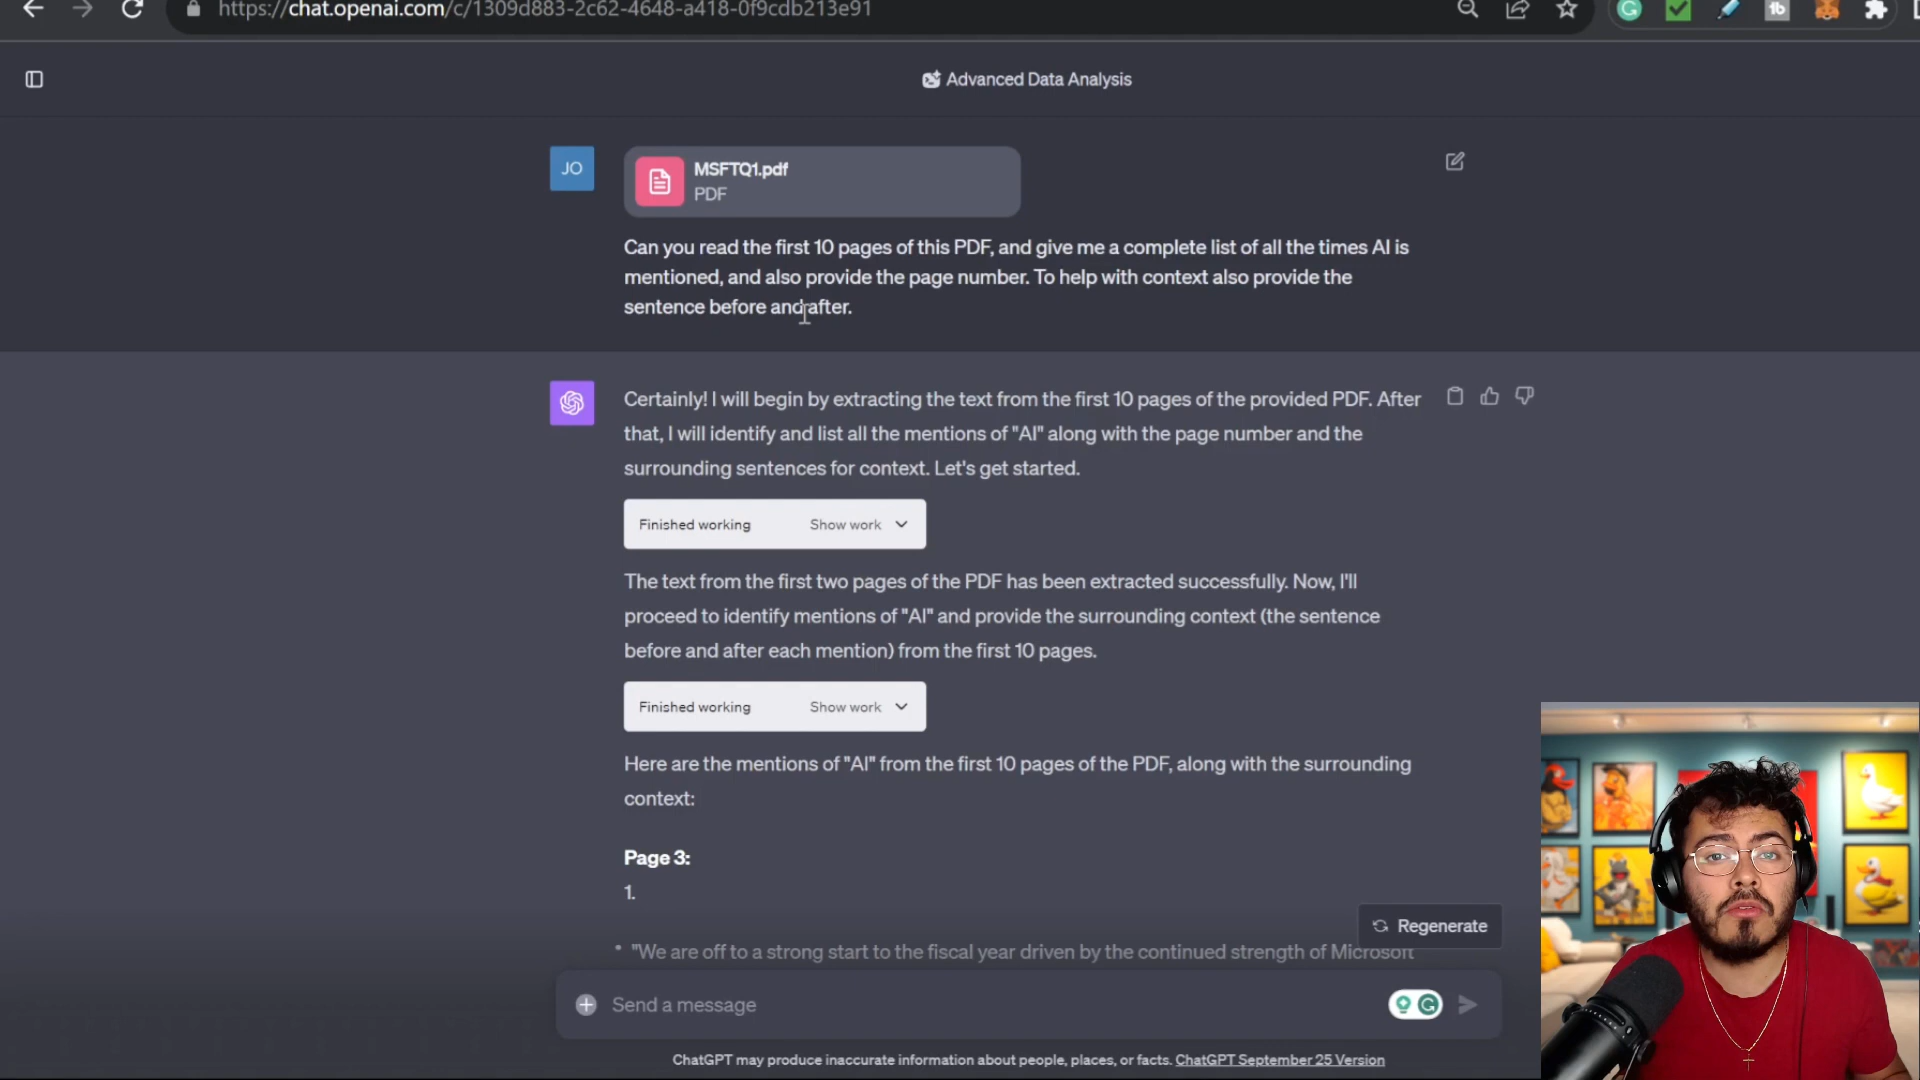 https://chat.openai.com/c/1309d883-2c62-4648-a418-0f9cdb213e91
Advanced Data Analysis
JO
MSFTQ1.pdf
PDF
Can you read the first 10 pages of this PDF, and give me a complete list of all the times AI is
mentioned, and also provide the page number. To help with context also provide the
sentence before and after.
Certainly! I will begin by extracting the text from the first 10 pages of the provided PDF. After
that, I will identify and list all the mentions of "AI" along with the page number and the
surrounding sentences for context. Let's get started.
Finished working Show work
The text from the first two pages of the PDF has been extracted successfully. Now, I'll
proceed to identify mentions of "AI" and provide the surrounding context (the sentence
before and after each mention) from the first 10 pages.
Finished working Show work
Here are the mentions of "AI" from the first 10 pages of the PDF, along with the surrounding
context:
Page 3:
1.
Regenerate
• "We are off to a strong start to the fiscal year driven by the continued strength of Microsoft
Send a message
ChatGPT may produce inaccurate information about people, places, or facts. ChatGPT September 25 Version